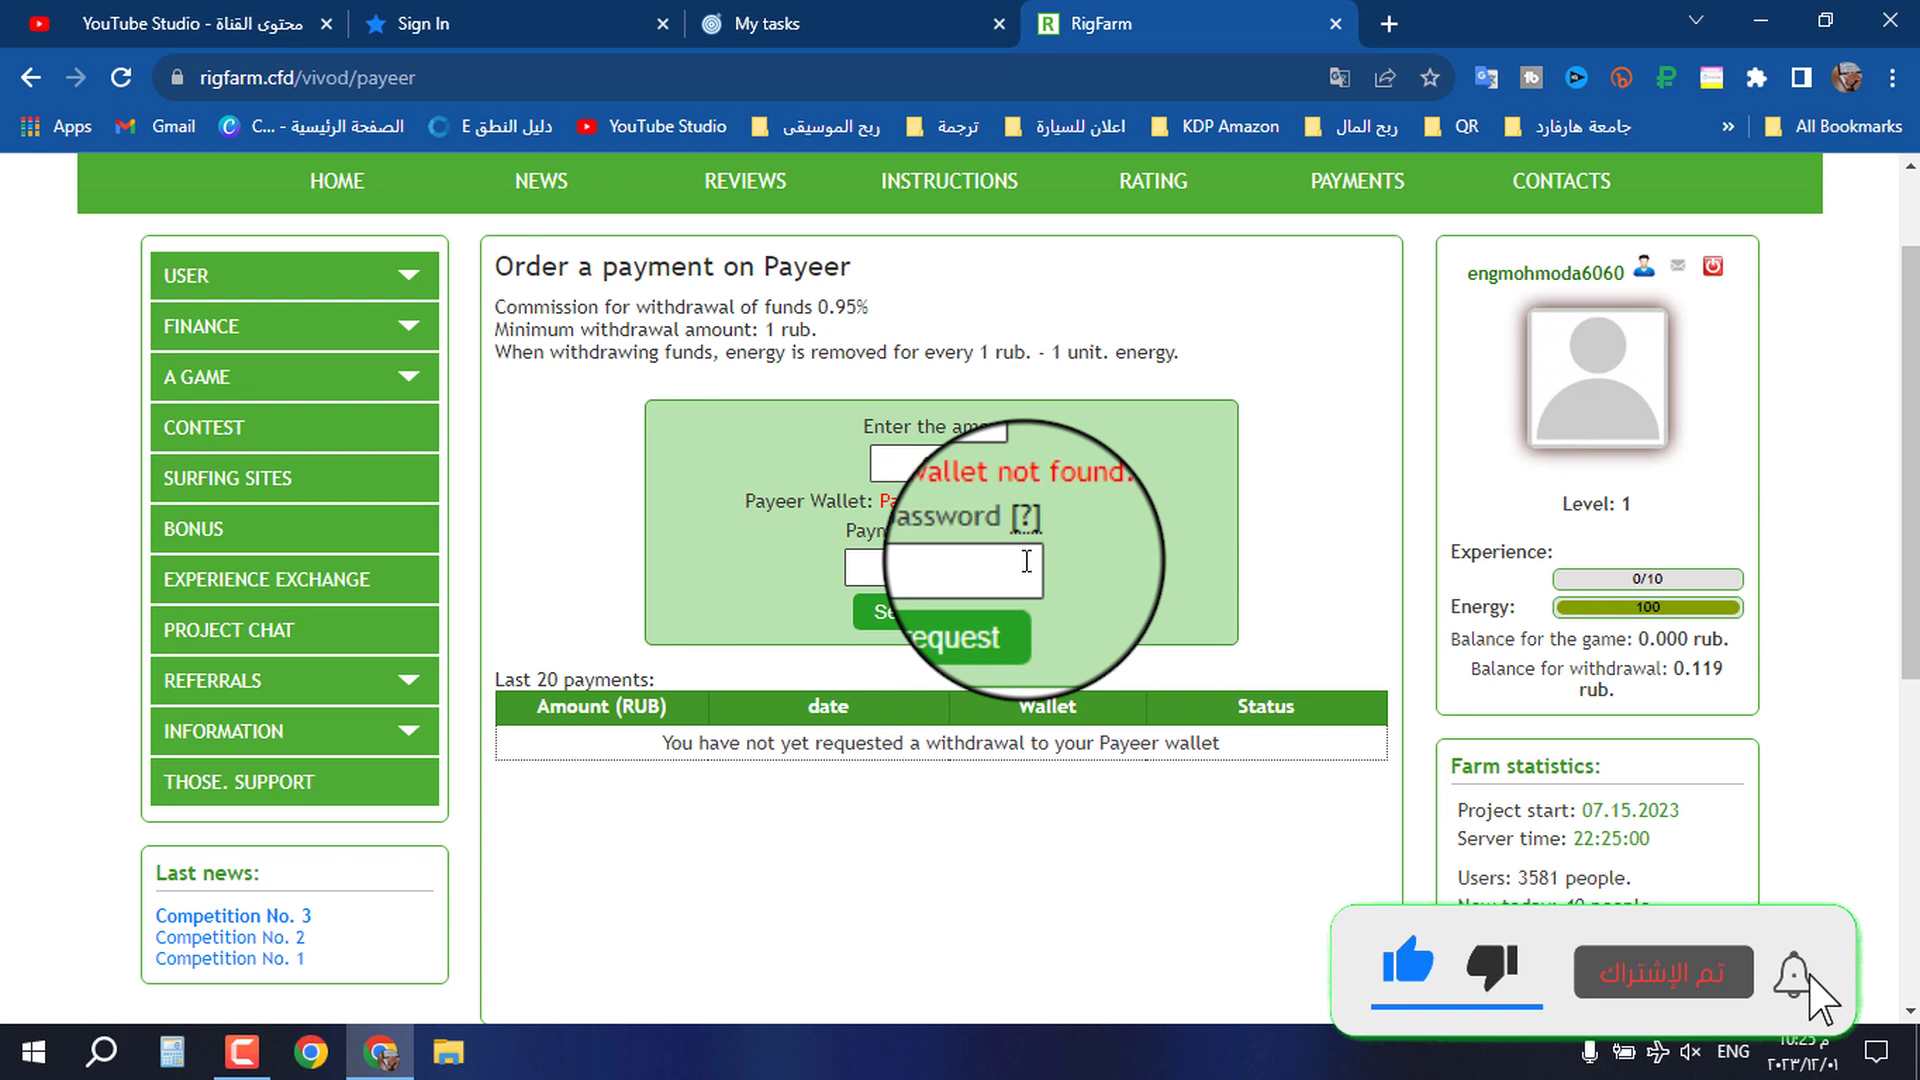 YouTube Studio - محتوى القناة
Sign In
My tasks
RigFarm
rigfarm.cfd/vivod/payeer
Apps
Gmail
الصفحة الرئيسية - ...C
دليل النطق E
YouTube Studio
ربح الموسيقى
ترجمة
اعلان للسيارة
KDP Amazon
ربح المال
QR
جامعة هارفارد
»
All Bookmarks
HOME
NEWS
REVIEWS
INSTRUCTIONS
RATING
PAYMENTS
CONTACTS
USER
FINANCE
A GAME
CONTEST
SURFING SITES
BONUS
EXPERIENCE EXCHANGE
PROJECT CHAT
REFERRALS
INFORMATION
THOSE. SUPPORT
Last news:
Competition No. 3
Competition No. 2
Competition No. 1
Order a payment on Payeer
Commission for withdrawal of funds 0.95%
Minimum withdrawal amount: 1 rub.
When withdrawing funds, energy is removed for every 1 rub. - 1 unit. energy.
Enter the
wallet not found.
Payeer Wallet:
assword [?]
request
Last 20 payments:
Amount (RUB)
date
Wallet
Status
You have not yet requested a withdrawal to your Payeer wallet
engmohmoda6060
Level: 1
Experience:
0/10
Energy:
100
Balance for the game: 0.000 rub.
Balance for withdrawal: 0.119
rub.
Farm statistics:
Project start: 07.15.2023
Server time: 22:25:00
Users: 3581 people.
تم الإشتراك
ENG
10:25 م
٢٠٢٣/١٢/٠١